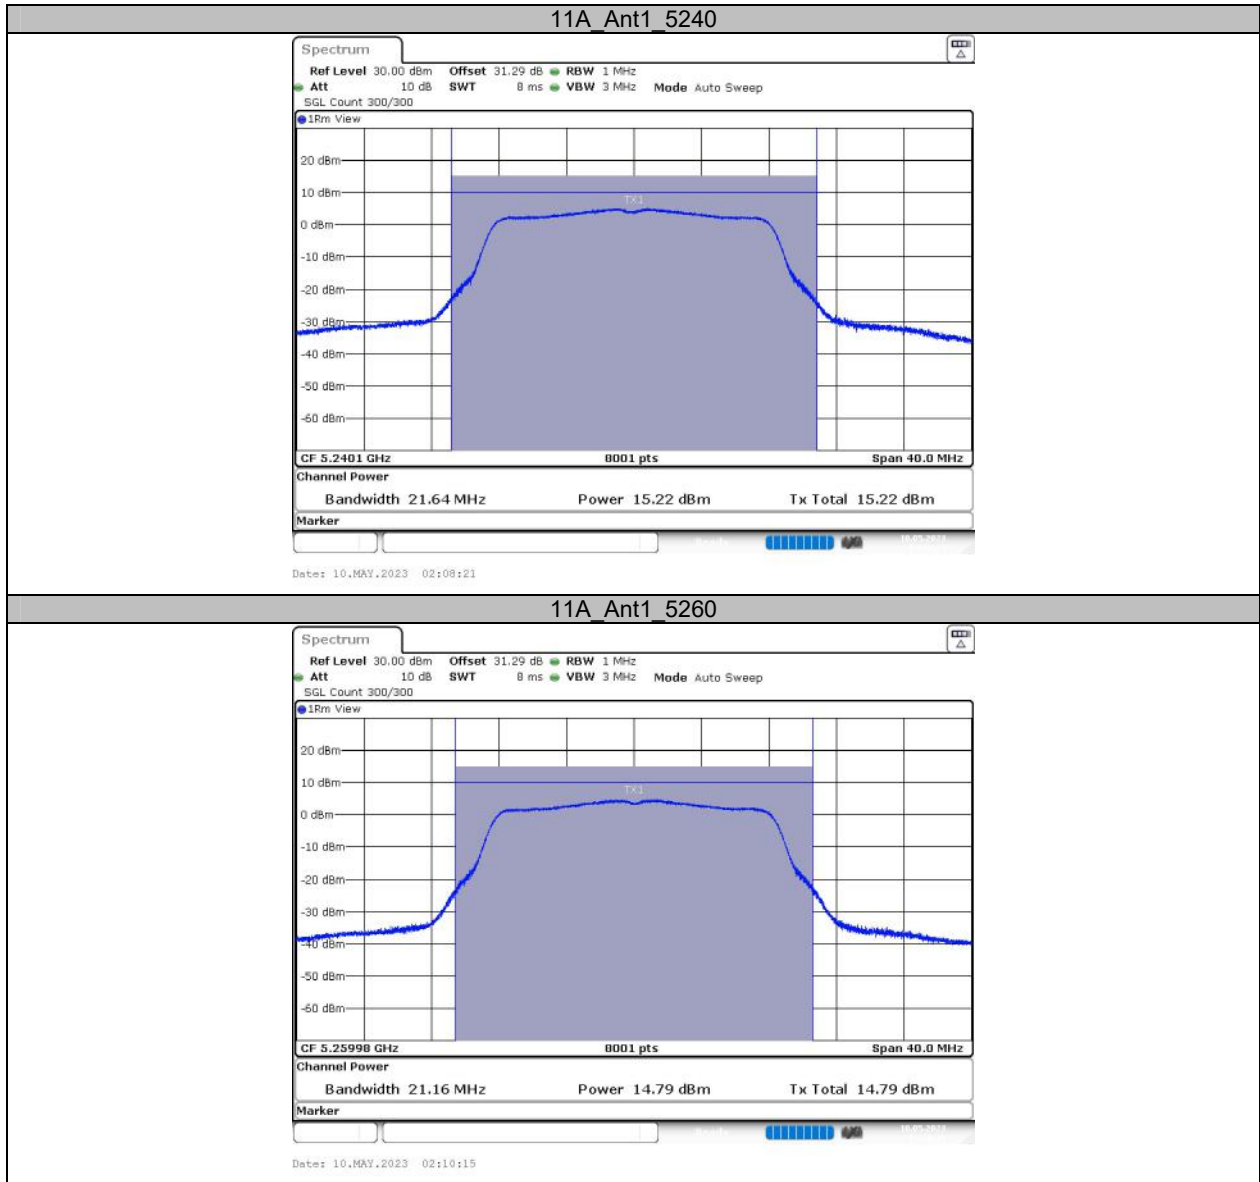 11A_Ant1_5240
Spectrum
Ref Level 30.00 dBm Offset 31.29 dB RBW 1 MHz
Att 10 dB SWT 8 ms VBW 3 MHz Mode Auto Sweep
SGL Count 300/300
1Rm View
20 dBm
10 dBm
TX1
0 dBm
-10 dBm
-20 dBm
-30 dBm
-40 dBm
-50 dBm
-60 dBm
CF 5.2401 GHz 8001 pts Span 40.0 MHz
Channel Power
Bandwidth 21.64 MHz Power 15.22 dBm Tx Total 15.22 dBm
Marker
Date: 10.MAY.2023 02:08:21
11A_Ant1_5260
Spectrum
Ref Level 30.00 dBm Offset 31.29 dB RBW 1 MHz
Att 10 dB SWT 8 ms VBW 3 MHz Mode Auto Sweep
SGL Count 300/300
1Rm View
20 dBm
10 dBm
TX1
0 dBm
-10 dBm
-20 dBm
-30 dBm
-40 dBm
-50 dBm
-60 dBm
CF 5.25998 GHz 8001 pts Span 40.0 MHz
Channel Power
Bandwidth 21.16 MHz Power 14.79 dBm Tx Total 14.79 dBm
Marker
Date: 10.MAY.2023 02:10:15